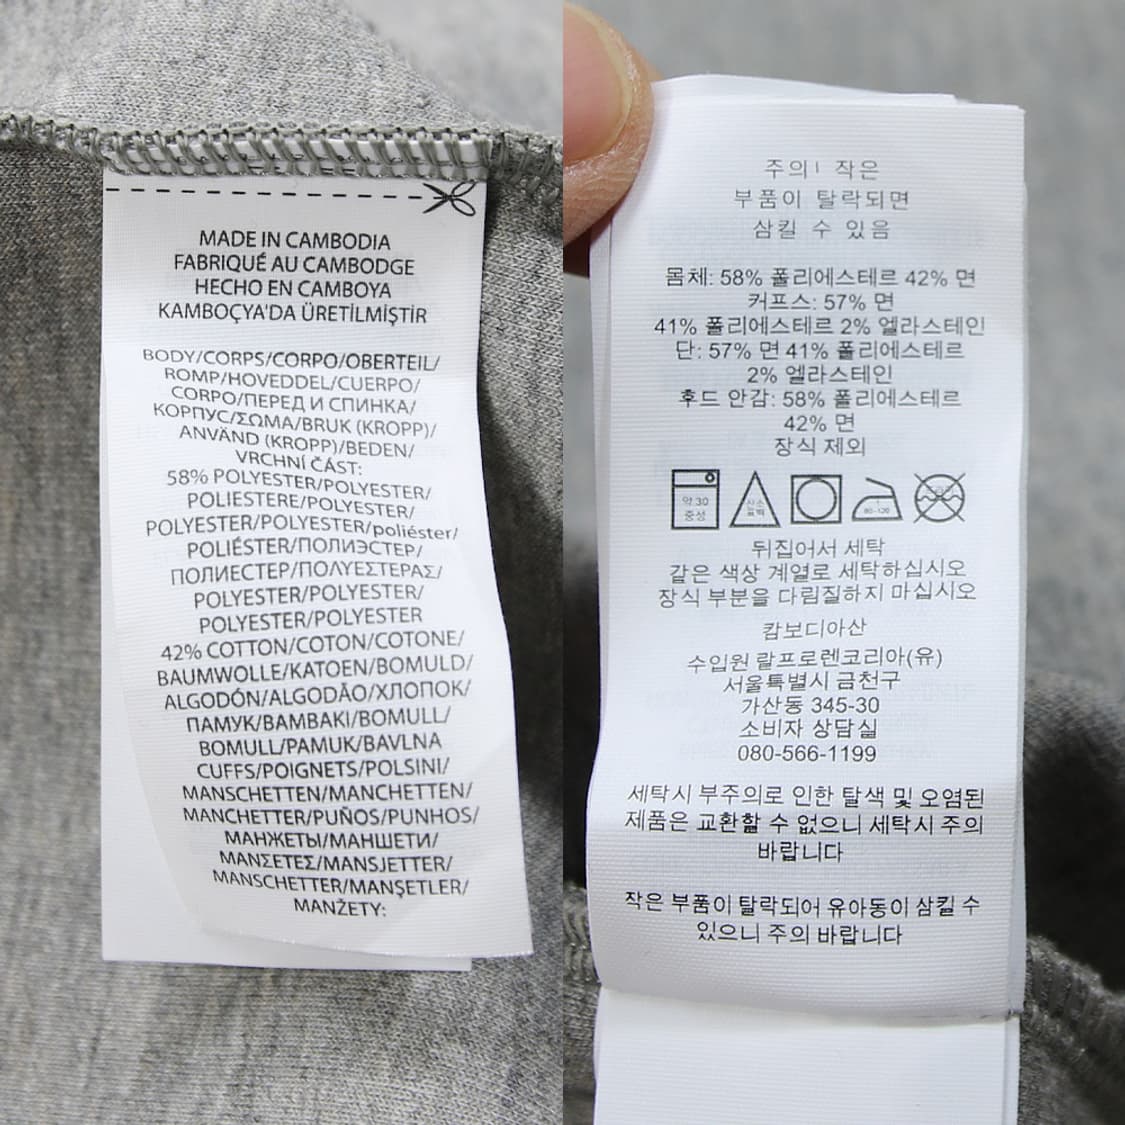 MADE IN CAMBODIA
FABRIQUÉ AU CAMBODGE
HECHO EN CAMBOYA
KAMBOÇYA'DA ÜRETİLMİŞTİR
BODY/CORPS/CORPO/OBERTEIL/
ROMP/HOVEDDEL/CUERPO/
CORPO/ПЕРЕД И СПИНКА/
КОРПУС/ΣΩΜΑ/BRUK (KROPP)/
ANVÄND (KROPP)/BEDEN/
VRCHNÍ ČÁST:
58% POLYESTER/POLYESTER/
POLIESTERE/POLYESTER/
POLYESTER/POLYESTER/poliéster/
POLIÉSTER/ПОЛИЭСТЕР/
ПОЛИЕСТЕР/ΠΟΛΥΕΣΤΕΡΑΣ/
POLYESTER/POLYESTER/
POLYESTER/POLYESTER
42% COTTON/COTON/COTONE/
BAUMWOLLE/KATOEN/BOMULD/
ALGODÓN/ALGODÃO/ХЛОПОК/
ПАМУК/ΒΑΜΒΑΚΙ/BOMULL/
BOMULL/PAMUK/BAVLNA
CUFFS/POIGNETS/POLSINI/
MANSCHETTEN/MANCHETTEN/
MANCHETTER/PUÑOS/PUNHOS/
МАНЖЕТЫ/МАНШЕТИ/
ΜΑΝΣΕΤΕΣ/MANSJETTER/
MANSCHETTER/MANŞETLER/
MANŽETY:
주의! 작은
부품이 탈락되면
삼킬 수 있음
몸체: 58% 폴리에스테르 42% 면
커프스: 57% 면
41% 폴리에스테르 2% 엘라스테인
단: 57% 면 41% 폴리에스테르
2% 엘라스테인
후드 안감: 58% 폴리에스테르
42% 면
장식 제외
약 30
중성
80-120
뒤집어서 세탁
같은 색상 계열로 세탁하십시오
장식 부분을 다림질하지 마십시오
캄보디아산
수입원 랄프로렌코리아(유)
서울특별시 금천구
가산동 345-30
소비자 상담실
080-566-1199
세탁시 부주의로 인한 탈색 및 오염된
제품은 교환할 수 없으니 세탁시 주의
바랍니다
작은 부품이 탈락되어 유아동이 삼킬 수
있으니 주의 바랍니다